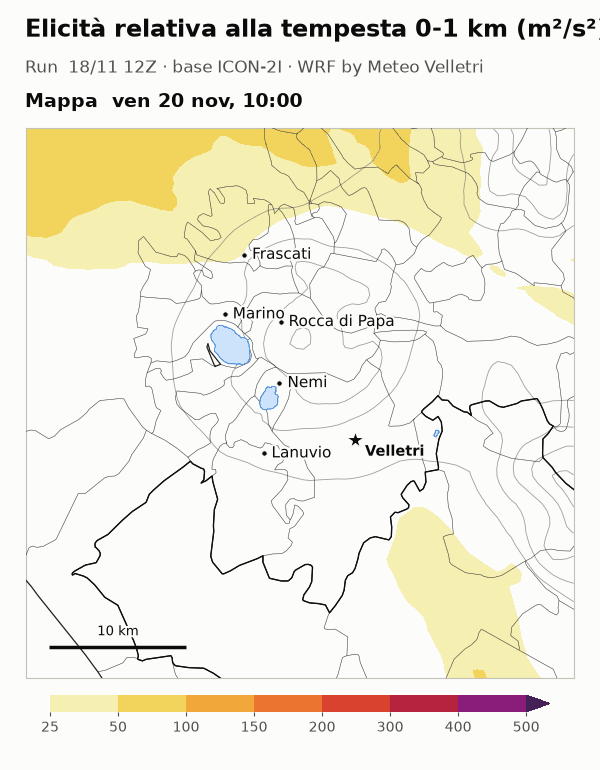 Elicità relativa alla tempesta 0-1 km (m²/s²)
Run  18/11 12Z · base ICON-2I · WRF by Meteo Velletri
Mappa  ven 20 nov, 10:00
Frascati
Marino
Rocca di Papa
Nemi
Velletri
Lanuvio
10 km
25 50 100 150 200 300 400 500